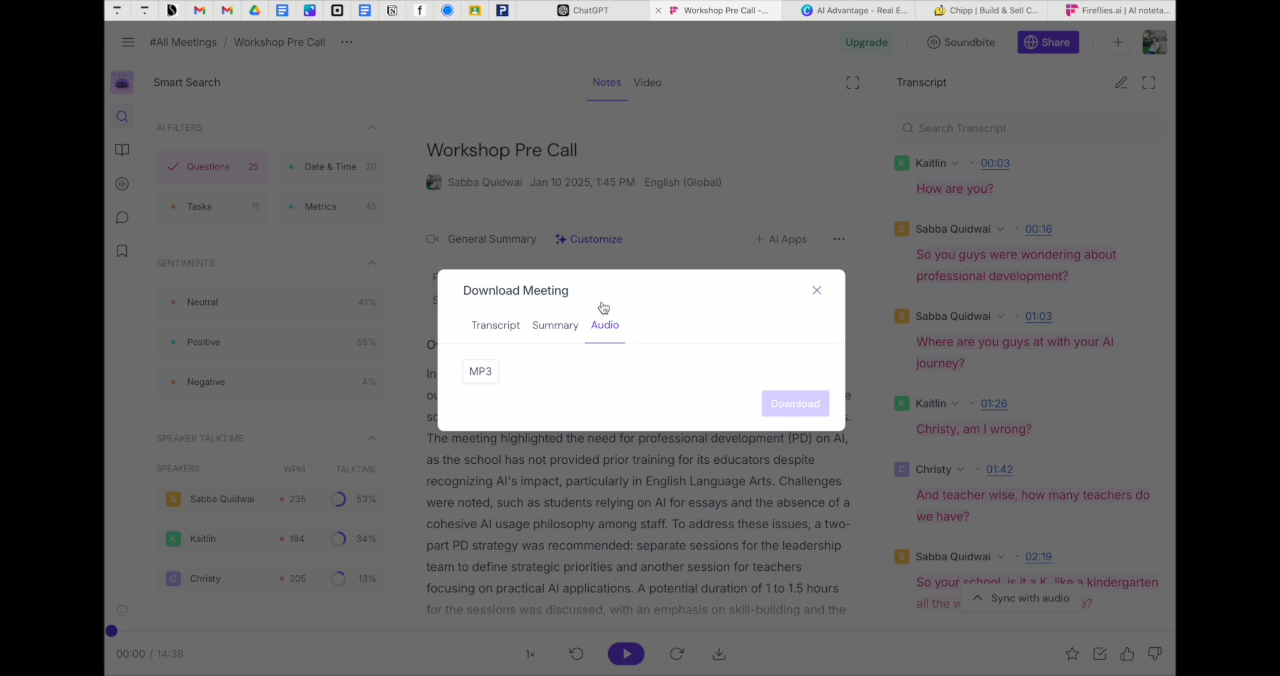 ChatGPT
Workshop Pre Call -...
AI Advantage - Real E...
Chipp | Build & Sell C...
Fireflies.ai | AI noteta...
#All Meetings / Workshop Pre Call ...
Upgrade
Soundbite
Share
Smart Search
Notes
Video
Transcript
AI FILTERS
Questions 25
Date & Time 20
Tasks 11
Metrics 45
SENTIMENTS
Neutral 41%
Positive 55%
Negative 4%
SPEAKER TALKTIME
SPEAKERS WPM TALKTIME
S Sabba Quidwai 235 53%
K Kaitlin 184 34%
C Christy 205 13%
Workshop Pre Call
Sabba Quidwai Jan 10 2025, 1:45 PM English (Global)
General Summary
Customize
+ AI Apps
Download Meeting
Transcript
Summary
Audio
MP3
Download
The meeting highlighted the need for professional development (PD) on AI,
as the school has not provided prior training for its educators despite
recognizing AI's impact, particularly in English Language Arts. Challenges
were noted, such as students relying on AI for essays and the absence of a
cohesive AI usage philosophy among staff. To address these issues, a two-
part PD strategy was recommended: separate sessions for the leadership
team to define strategic priorities and another session for teachers
focusing on practical AI applications. A potential duration of 1 to 1.5 hours
for the sessions was discussed, with an emphasis on skill-building and the
Search Transcript
K Kaitlin · 00:03
How are you?
S Sabba Quidwai · 00:16
So you guys were wondering about
professional development?
S Sabba Quidwai · 01:03
Where are you guys at with your AI
journey?
K Kaitlin · 01:26
Christy, am I wrong?
C Christy · 01:42
And teacher wise, how many teachers do
we have?
S Sabba Quidwai · 02:19
So your school, is it a K, like a kindergarten
all the w
e?
Sync with audio
00:00 / 14:38
1x